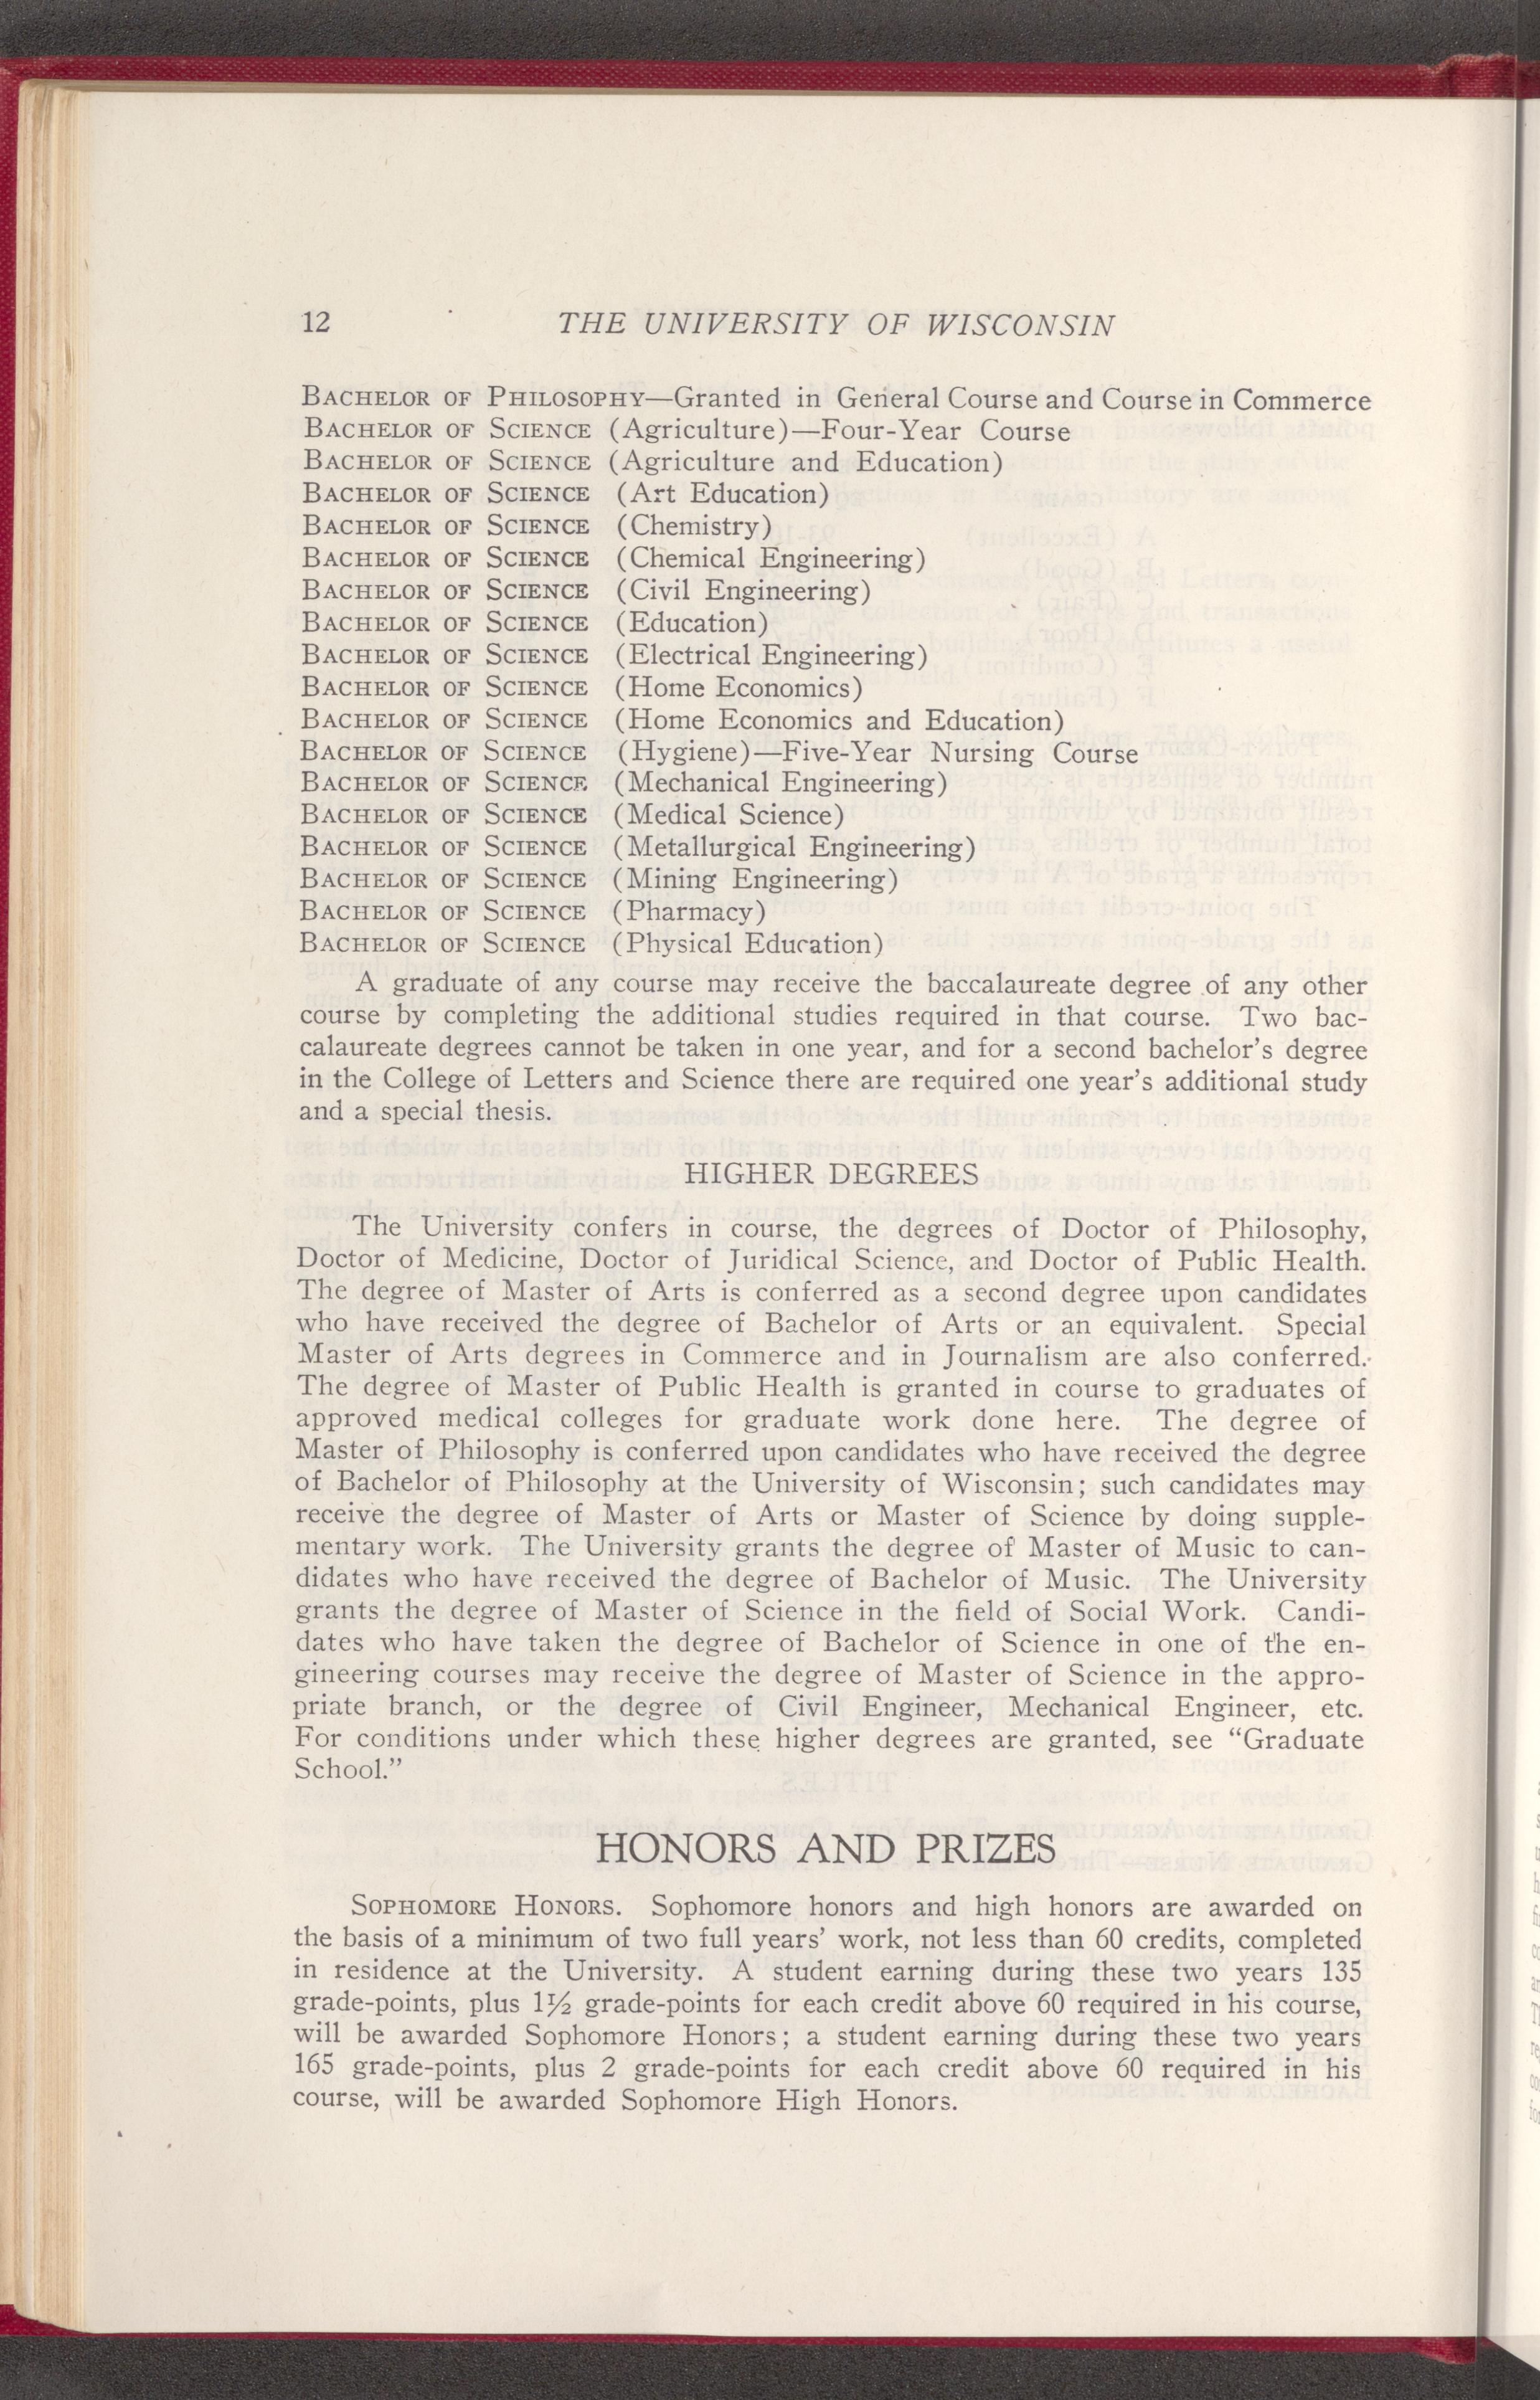 12 THE UNIVERSITY OF WISCONSIN
BACHELOR OF PHILOSOPHY—Granted in General Course and Course in Commerce
BACHELOR OF SCIENCE (Agriculture)—Four-Year Course
BACHELOR OF SCIENCE (Agriculture and Education)
BACHELOR OF SCIENCE (Art Education)
BACHELOR OF SCIENCE (Chemistry)
BACHELOR OF SCIENCE (Chemical Engineering)
BACHELOR OF SCIENCE (Civil Engineering)
BACHELOR OF SCIENCE (Education)
BACHELOR OF SCIENCE (Electrical Engineering)
BACHELOR OF SCIENCE (Home Economics)
BACHELOR OF SCIENCE (Home Economics and Education)
BACHELOR OF SCIENCE (Hygiene)—Five-Year Nursing Course
BACHELOR OF SCIENCE (Mechanical Engineering)
BACHELOR OF SCIENCE (Medical Science)
BACHELOR OF SCIENCE (Metallurgical Engineering)
BACHELOR OF SCIENCE (Mining Engineering)
BACHELOR OF SCIENCE (Pharmacy)
BACHELOR OF SCIENCE (Physical Education)
A graduate of any course may receive the baccalaureate degree of any other
course by completing the additional studies required in that course. Two bac-
calaureate degrees cannot be taken in one year, and for a second bachelor's degree
in the College of Letters and Science there are required one year's additional study
and a special thesis.
HIGHER DEGREES
The University confers in course, the degrees of Doctor of Philosophy,
Doctor of Medicine, Doctor of Juridical Science, and Doctor of Public Health.
The degree of Master of Arts is conferred as a second degree upon candidates
who have received the degree of Bachelor of Arts or an equivalent. Special
Master of Arts degrees in Commerce and in Journalism are also conferred.
The degree of Master of Public Health is granted in course to graduates of
approved medical colleges for graduate work done here. The degree of
Master of Philosophy is conferred upon candidates who have received the degree
of Bachelor of Philosophy at the University of Wisconsin; such candidates may
receive the degree of Master of Arts or Master of Science by doing supple-
mentary work. The University grants the degree of Master of Music to can-
didates who have received the degree of Bachelor of Music. The University
grants the degree of Master of Science in the field of Social Work. Candi-
dates who have taken the degree of Bachelor of Science in one of the en-
gineering courses may receive the degree of Master of Science in the appro-
priate branch, or the degree of Civil Engineer, Mechanical Engineer, etc.
For conditions under which these higher degrees are granted, see “Graduate
School.”
HONORS AND PRIZES
SOPHOMORE HONORS. Sophomore honors and high honors are awarded on
the basis of a minimum of two full years' work, not less than 60 credits, completed
in residence at the University. A student earning during these two years 135
grade-points, plus 1½ grade-points for each credit above 60 required in his course,
will be awarded Sophomore Honors; a student earning during these two years
165 grade-points, plus 2 grade-points for each credit above 60 required in his
course, will be awarded Sophomore High Honors.